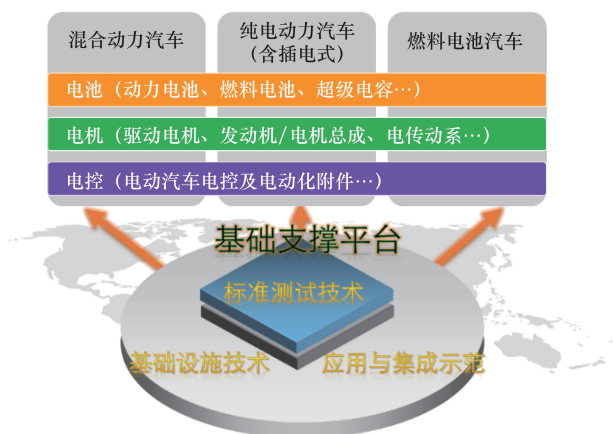 混合动力汽车
纯电动力汽车
（含插电式）
燃料电池汽车
电池（动力电池、燃料电池、超级电容…）
电机（驱动电机、发动机/电机总成、电传动系…）
电控（电动汽车电控及电动化附件…）
基础支撑平台
标准测试技术
基础设施技术
应用与集成示范